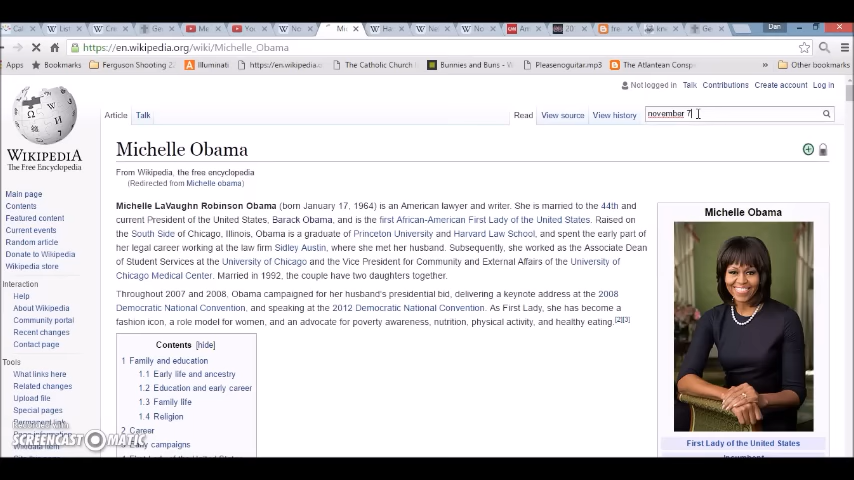 Dan
https://en.wikipedia.org/wiki/Michelle_Obama
Apps Bookmarks Ferguson Shooting 2 Illuminati https://en.wikipedia The Catholic Church Bunnies and Buns - W Pleasenoguitar.mp3 The Atlantean Consp » Other bookmarks
Not logged in Talk Contributions Create account Log in
Article Talk Read View source View history november 7
WIKIPEDIA
The Free Encyclopedia
Main page
Contents
Featured content
Current events
Random article
Donate to Wikipedia
Wikipedia store
Interaction
Help
About Wikipedia
Community portal
Recent changes
Contact page
Tools
What links here
Related changes
Upload file
Special pages
Permanent link
Page information
Recorded with
SCREENCAST-O-MATIC
Michelle Obama
From Wikipedia, the free encyclopedia
(Redirected from Michelle obama)
Michelle LaVaughn Robinson Obama (born January 17, 1964) is an American lawyer and writer. She is married to the 44th and
current President of the United States, Barack Obama, and is the first African-American First Lady of the United States. Raised on
the South Side of Chicago, Illinois, Obama is a graduate of Princeton University and Harvard Law School, and spent the early part of
her legal career working at the law firm Sidley Austin, where she met her husband. Subsequently, she worked as the Associate Dean
of Student Services at the University of Chicago and the Vice President for Community and External Affairs of the University of
Chicago Medical Center. Married in 1992, the couple have two daughters together.
Throughout 2007 and 2008, Obama campaigned for her husband's presidential bid, delivering a keynote address at the 2008
Democratic National Convention, and speaking at the 2012 Democratic National Convention. As First Lady, she has become a
fashion icon, a role model for women, and an advocate for poverty awareness, nutrition, physical activity, and healthy eating.[2][3]
Contents [hide]
1 Family and education
1.1 Early life and ancestry
1.2 Education and early career
1.3 Family life
1.4 Religion
2 Career
3 Early campaigns
Michelle Obama
First Lady of the United States
Incumbent